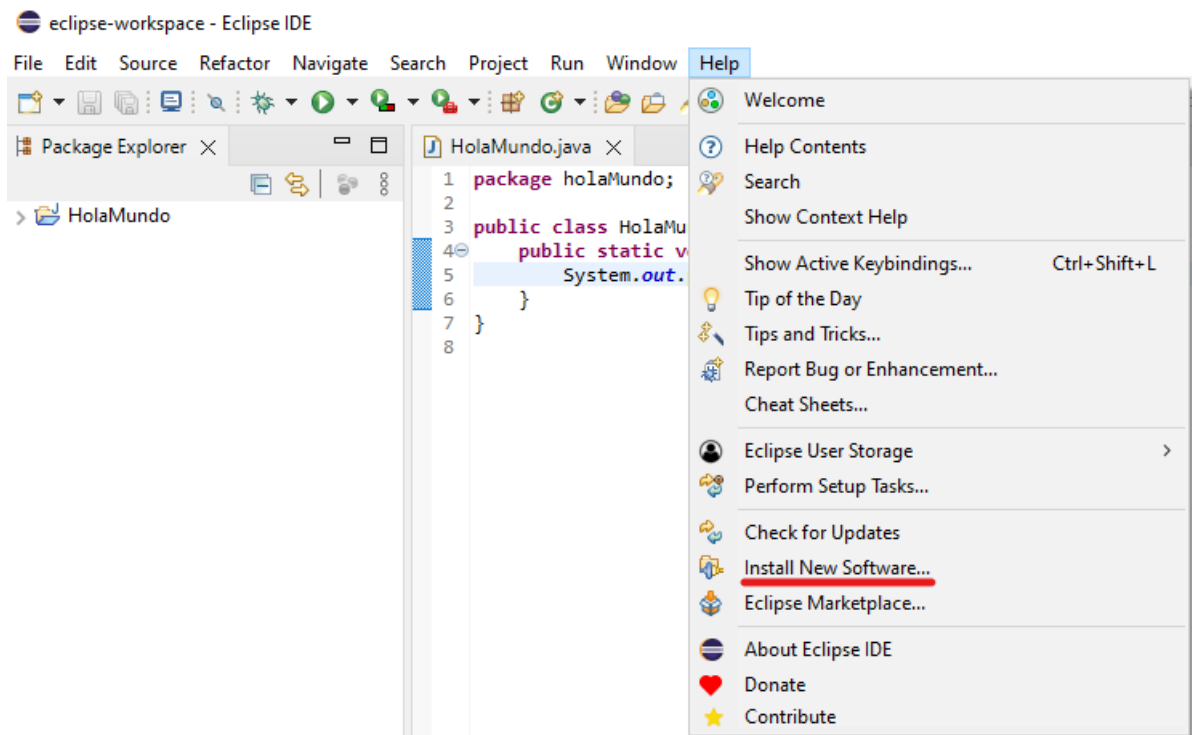 eclipse-workspace - Eclipse IDE
File Edit Source Refactor Navigate Search Project Run Window Help
Package Explorer
HolaMundo
HolaMundo.java
1 package holaMundo;
2
3 public class HolaMu
4 public static v
5 System.out.
6 }
7 }
8
Welcome
Help Contents
Search
Show Context Help
Show Active Keybindings... Ctrl+Shift+L
Tip of the Day
Tips and Tricks...
Report Bug or Enhancement...
Cheat Sheets...
Eclipse User Storage
Perform Setup Tasks...
Check for Updates
Install New Software...
Eclipse Marketplace...
About Eclipse IDE
Donate
Contribute